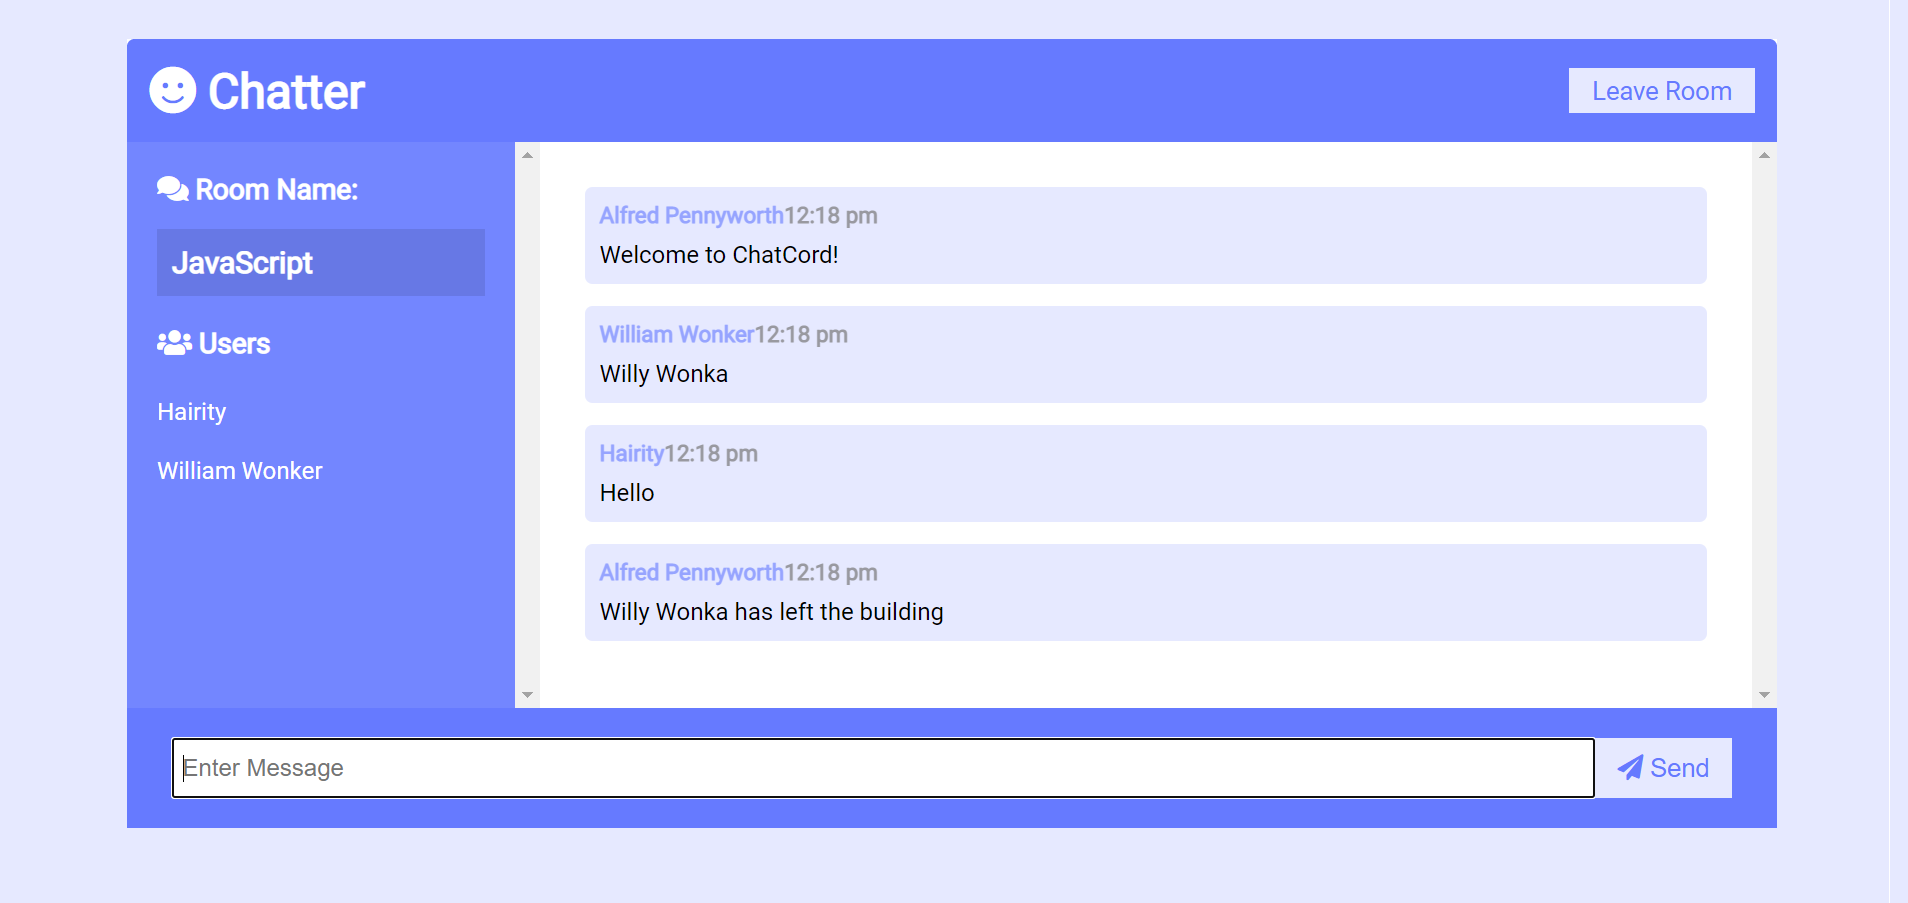 Chatter
Leave Room
Room Name:
JavaScript
Users
Hairity
William Wonker
Alfred Pennyworth12:18 pm
Welcome to ChatCord!
William Wonker12:18 pm
Willy Wonka
Hairity12:18 pm
Hello
Alfred Pennyworth12:18 pm
Willy Wonka has left the building
Enter Message
Send